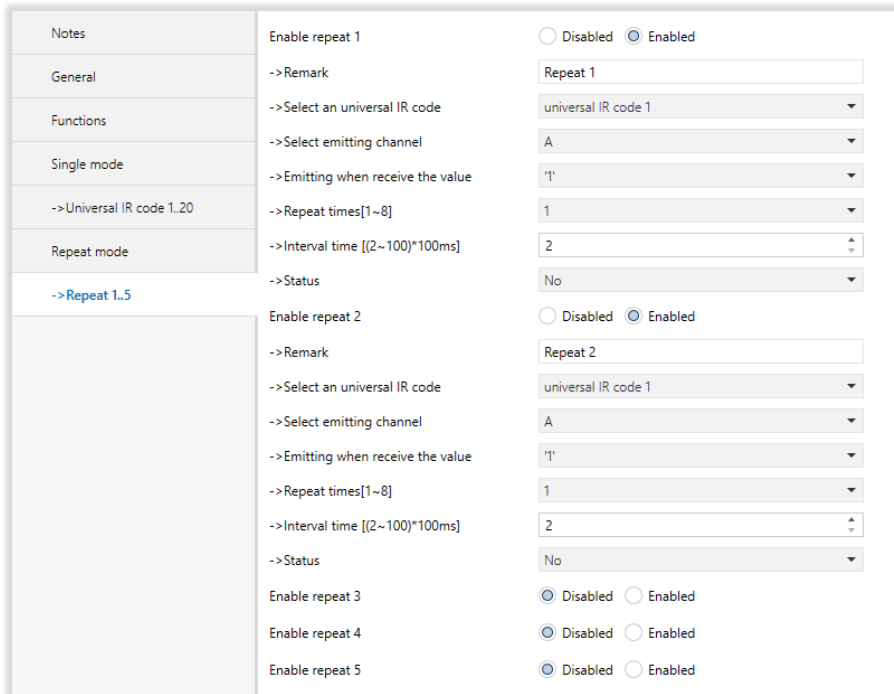 Notes
General
Functions
Single mode
->Universal IR code 1..20
Repeat mode
->Repeat 1..5
Enable repeat 1 Disabled Enabled
->Remark Repeat 1
->Select an universal IR code universal IR code 1
->Select emitting channel A
->Emitting when receive the value '1'
->Repeat times[1~8] 1
->Interval time [(2~100)*100ms] 2
->Status No
Enable repeat 2 Disabled Enabled
->Remark Repeat 2
->Select an universal IR code universal IR code 1
->Select emitting channel A
->Emitting when receive the value '1'
->Repeat times[1~8] 1
->Interval time [(2~100)*100ms] 2
->Status No
Enable repeat 3 Disabled Enabled
Enable repeat 4 Disabled Enabled
Enable repeat 5 Disabled Enabled